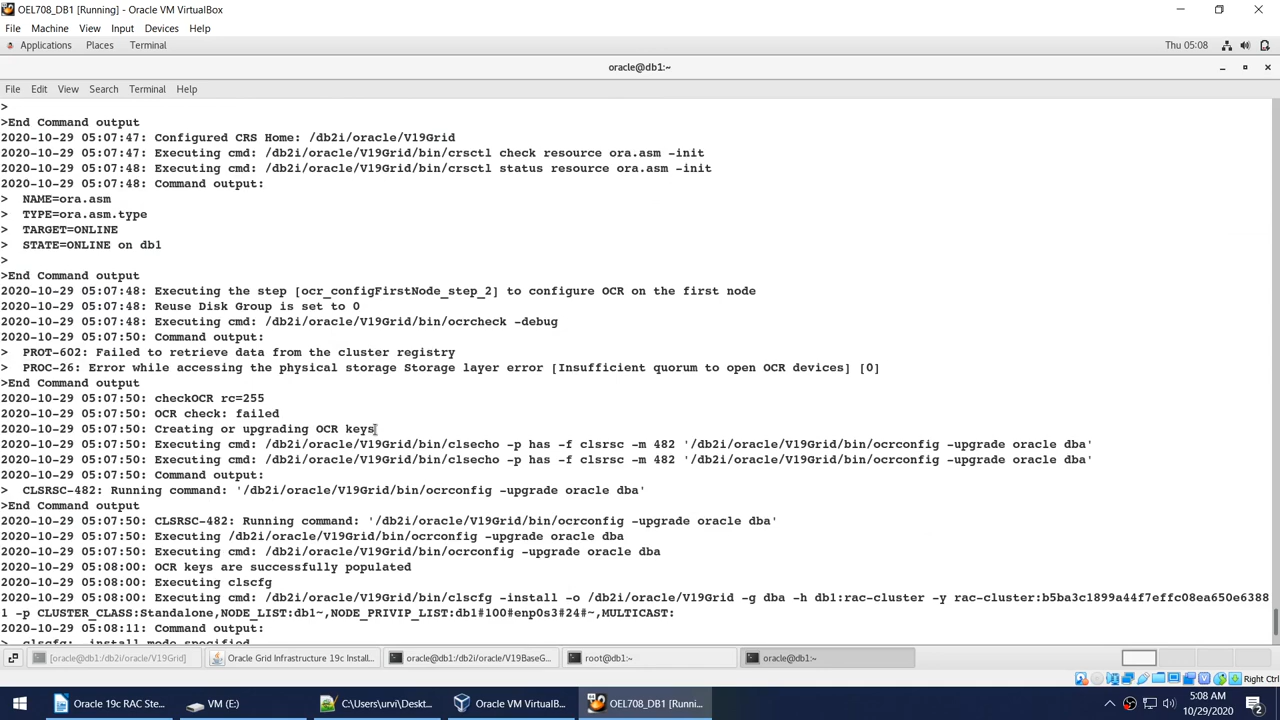 OEL708_DB1 [Running] - Oracle VM VirtualBox
File Machine View Input Devices Help
Applications Places Terminal Thu 05:08
oracle@db1:~
File Edit View Search Terminal Help
>
>End Command output
2020-10-29 05:07:47: Configured CRS Home: /db2i/oracle/V19Grid
2020-10-29 05:07:47: Executing cmd: /db2i/oracle/V19Grid/bin/crsctl check resource ora.asm -init
2020-10-29 05:07:48: Executing cmd: /db2i/oracle/V19Grid/bin/crsctl status resource ora.asm -init
2020-10-29 05:07:48: Command output:
> NAME=ora.asm
> TYPE=ora.asm.type
> TARGET=ONLINE
> STATE=ONLINE on db1
>
>End Command output
2020-10-29 05:07:48: Executing the step [ocr_configFirstNode_step_2] to configure OCR on the first node
2020-10-29 05:07:48: Reuse Disk Group is set to 0
2020-10-29 05:07:48: Executing cmd: /db2i/oracle/V19Grid/bin/ocrcheck -debug
2020-10-29 05:07:50: Command output:
> PROT-602: Failed to retrieve data from the cluster registry
> PROC-26: Error while accessing the physical storage Storage layer error [Insufficient quorum to open OCR devices] [0]
>End Command output
2020-10-29 05:07:50: checkOCR rc=255
2020-10-29 05:07:50: OCR check: failed
2020-10-29 05:07:50: Creating or upgrading OCR keys
2020-10-29 05:07:50: Executing cmd: /db2i/oracle/V19Grid/bin/clsecho -p has -f clsrsc -m 482 '/db2i/oracle/V19Grid/bin/ocrconfig -upgrade oracle dba'
2020-10-29 05:07:50: Executing cmd: /db2i/oracle/V19Grid/bin/clsecho -p has -f clsrsc -m 482 '/db2i/oracle/V19Grid/bin/ocrconfig -upgrade oracle dba'
2020-10-29 05:07:50: Command output:
> CLSRSC-482: Running command: '/db2i/oracle/V19Grid/bin/ocrconfig -upgrade oracle dba'
>End Command output
2020-10-29 05:07:50: CLSRSC-482: Running command: '/db2i/oracle/V19Grid/bin/ocrconfig -upgrade oracle dba'
2020-10-29 05:07:50: Executing /db2i/oracle/V19Grid/bin/ocrconfig -upgrade oracle dba
2020-10-29 05:07:50: Executing cmd: /db2i/oracle/V19Grid/bin/ocrconfig -upgrade oracle dba
2020-10-29 05:08:00: OCR keys are successfully populated
2020-10-29 05:08:00: Executing clscfg
2020-10-29 05:08:00: Executing cmd: /db2i/oracle/V19Grid/bin/clscfg -install -o /db2i/oracle/V19Grid -g dba -h db1:rac-cluster -y rac-cluster:b5ba3c1899a44f7effc08ea650e6388
1 -p CLUSTER_CLASS:Standalone,NODE_LIST:db1~,NODE_PRIVIP_LIST:db1#100#enp0s3#24#~,MULTICAST:
2020-10-29 05:08:11: Command output:
> clscfg: -install mode specified
[oracle@db1:/db2i/oracle/V19Grid] Oracle Grid Infrastructure 19c Install... oracle@db1:/db2i/oracle/V19BaseG... root@db1:~ oracle@db1:~
Right Ctrl
Oracle 19c RAC Ste... VM (E:) C:\Users\urvi\Deskt... Oracle VM VirtualB... OEL708_DB1 [Runni... 5:08 AM
10/29/2020
2